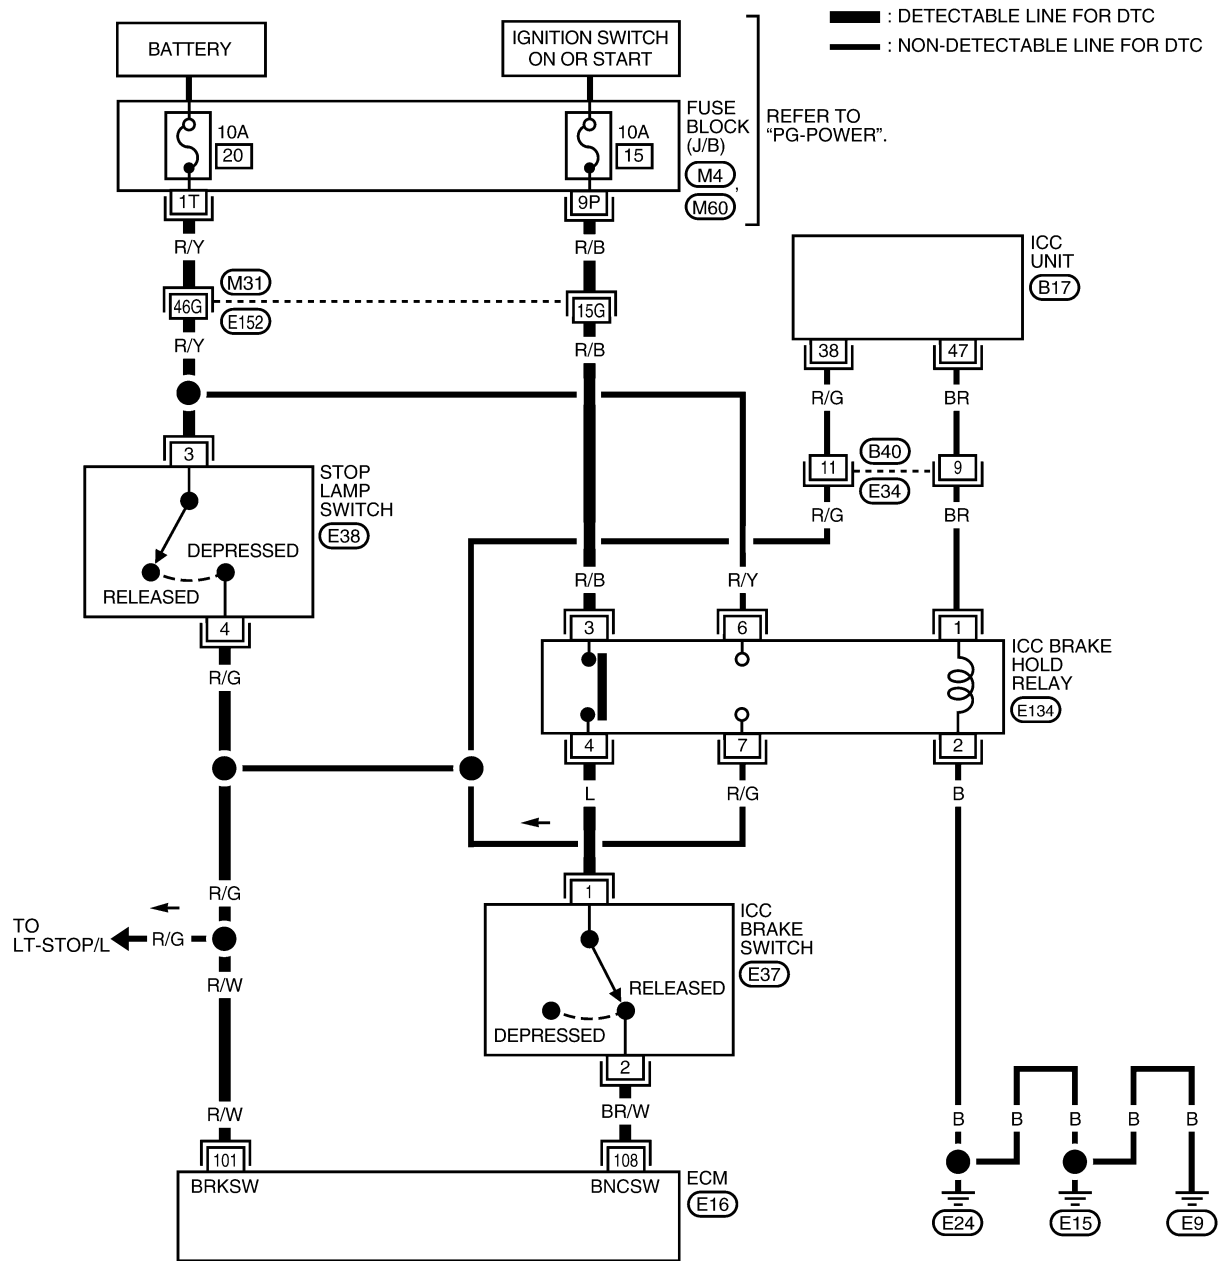 : DETECTABLE LINE FOR DTC
: NON-DETECTABLE LINE FOR DTC
BATTERY
IGNITION SWITCH
ON OR START
10A
20
10A
15
FUSE
BLOCK
(J/B)
M4
,
M60
REFER TO
“PG-POWER”.
1T
9P
R/Y
R/B
M31
46G
15G
E152
R/Y
R/B
ICC
UNIT
B17
38
47
R/G
BR
11
B40
9
E34
R/G
BR
3
STOP
LAMP
SWITCH
E38
DEPRESSED
RELEASED
4
R/B
R/Y
3
6
1
ICC BRAKE
HOLD
RELAY
E134
4
7
2
R/G
L
R/G
B
R/G
TO
LT-STOP/L
R/G
R/W
1
ICC
BRAKE
SWITCH
E37
RELEASED
DEPRESSED
2
R/W
BR/W
101
108
BRKSW
BNCSW
ECM
E16
B
B
B
B
B
E24
E15
E9